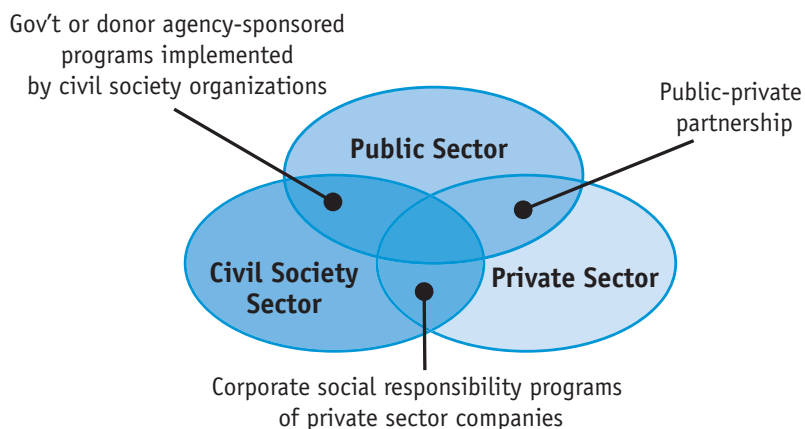 Gov't or donor agency-sponsored
programs implemented
by civil society organizations
Public-private
partnership
Public Sector
Civil Society
Sector
Private Sector
Corporate social responsibility programs
of private sector companies